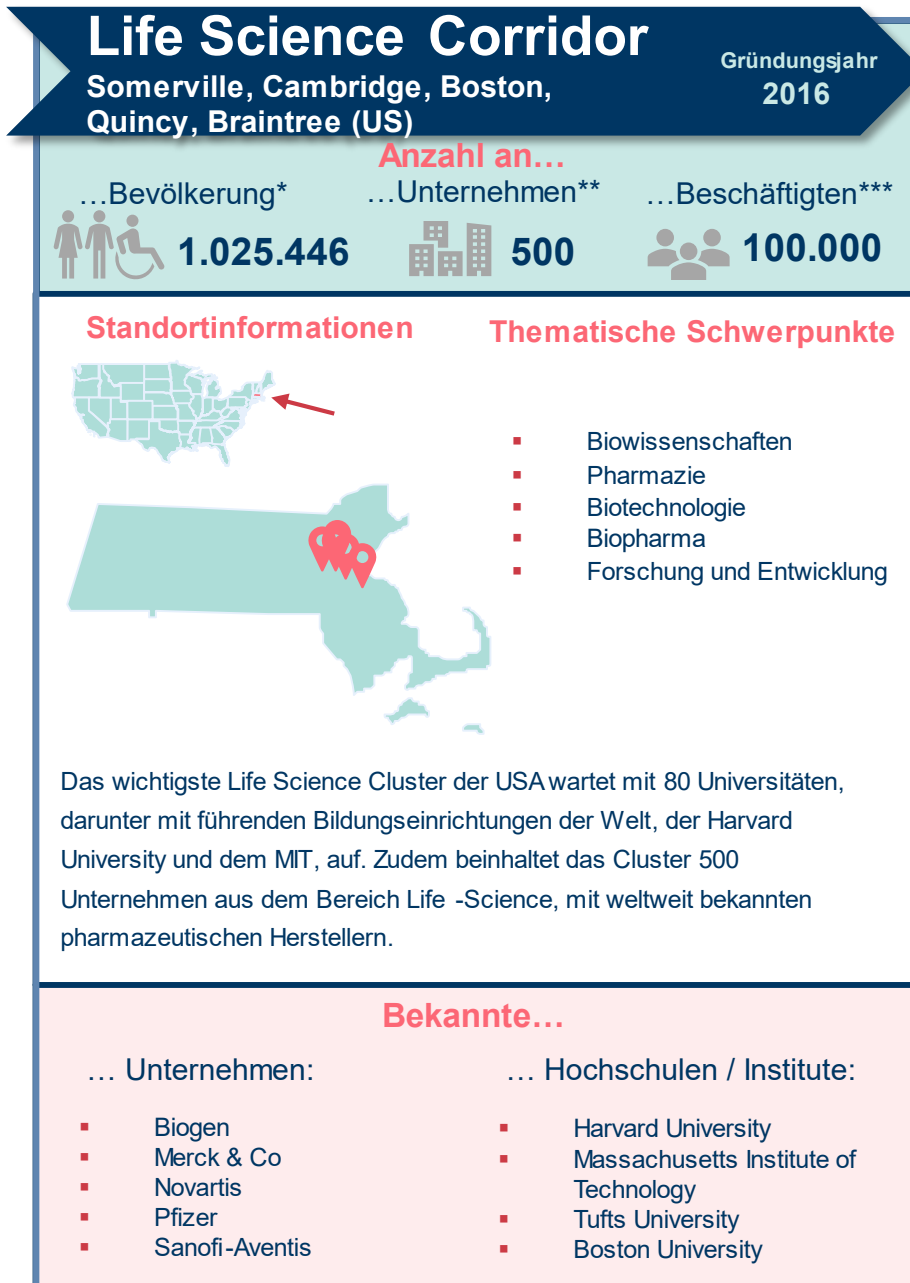 Life Science Corridor
Somerville, Cambridge, Boston,
Quincy, Braintree (US)
Gründungsjahr
2016
Anzahl an…
…Bevölkerung*
1.025.446
…Unternehmen**
500
…Beschäftigten***
100.000
Standortinformationen
Thematische Schwerpunkte
▪ Biowissenschaften
▪ Pharmazie
▪ Biotechnologie
▪ Biopharma
▪ Forschung und Entwicklung
Das wichtigste Life Science Cluster der USA wartet mit 80 Universitäten,
darunter mit führenden Bildungseinrichtungen der Welt, der Harvard
University und dem MIT, auf. Zudem beinhaltet das Cluster 500
Unternehmen aus dem Bereich Life -Science, mit weltweit bekannten
pharmazeutischen Herstellern.
Bekannte…
… Unternehmen:
▪ Biogen
▪ Merck & Co
▪ Novartis
▪ Pfizer
▪ Sanofi-Aventis
… Hochschulen / Institute:
▪ Harvard University
▪ Massachusetts Institute of
Technology
▪ Tufts University
▪ Boston University